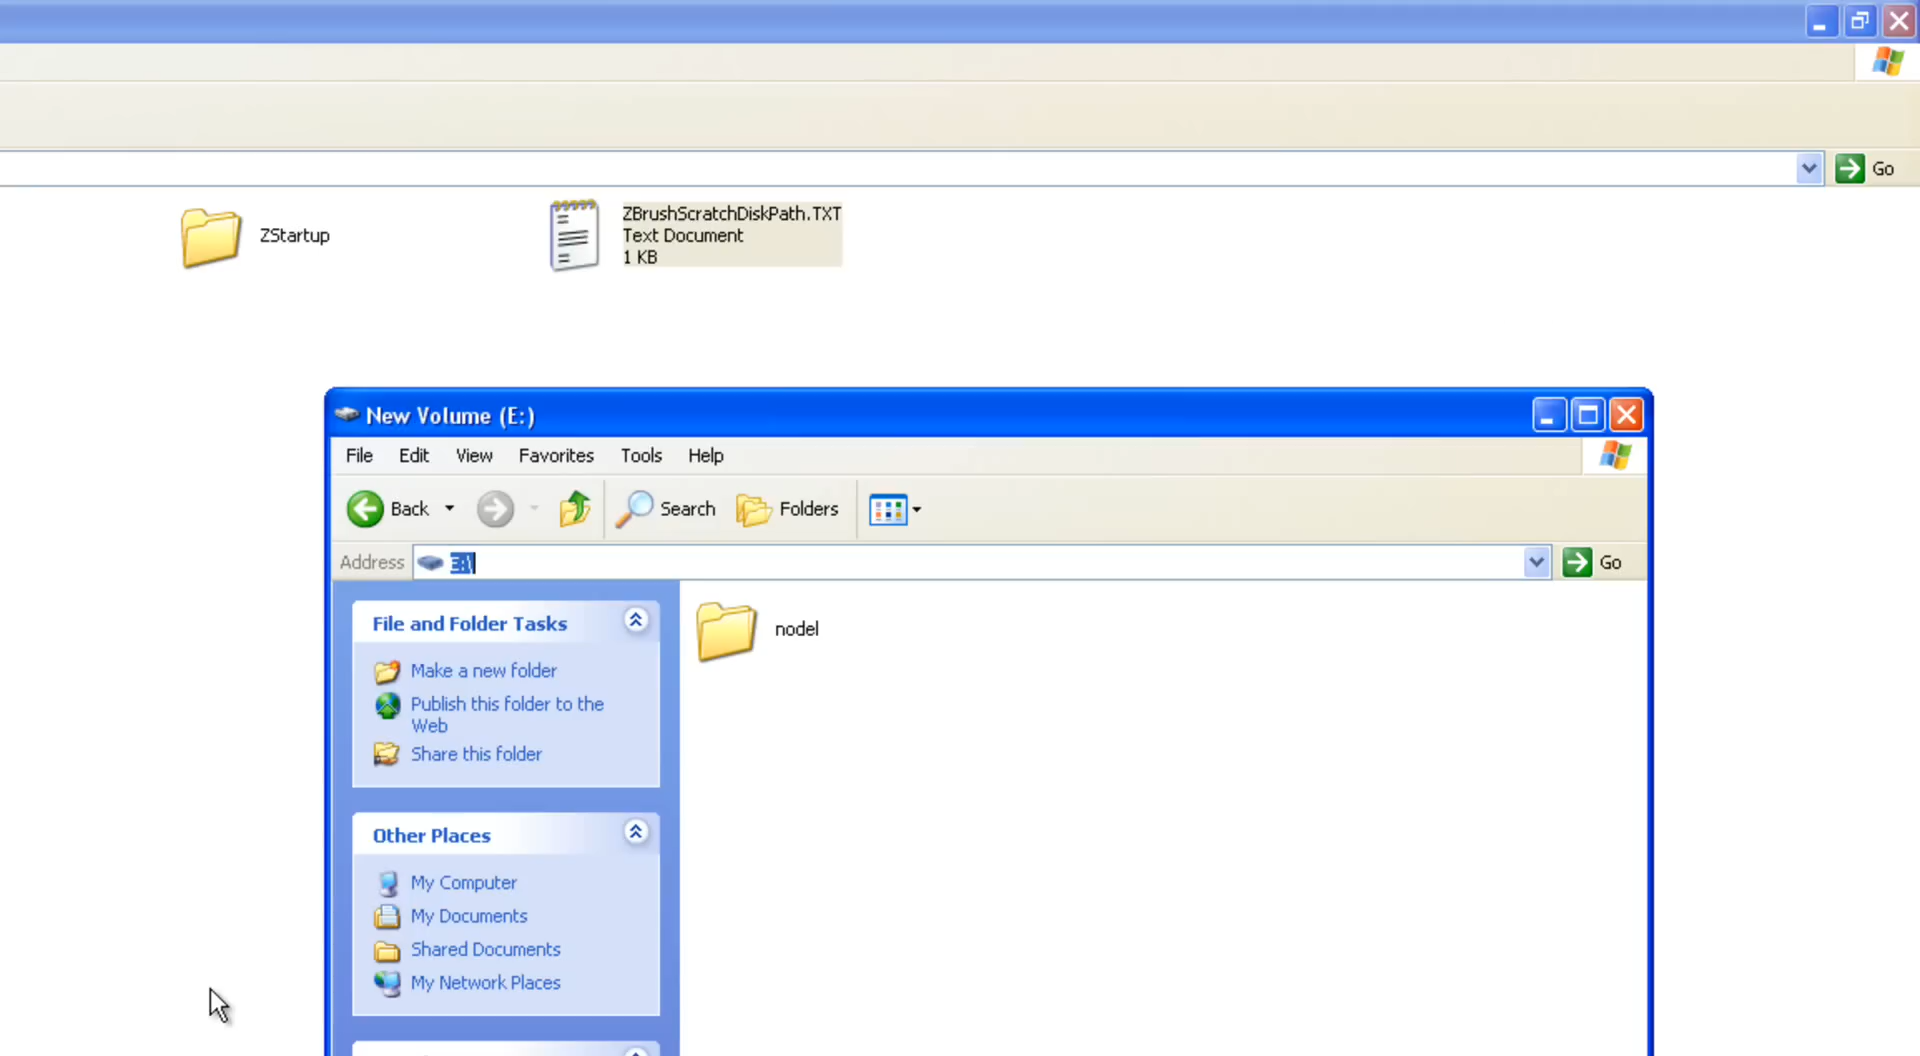 Go
ZStartup
ZBrushScratchDiskPath.TXT
Text Document
1 KB
New Volume (E:)
File Edit View Favorites Tools Help
Back Search Folders
Address E:\ Go
File and Folder Tasks
Make a new folder
Publish this folder to the
Web
Share this folder
nodel
Other Places
My Computer
My Documents
Shared Documents
My Network Places